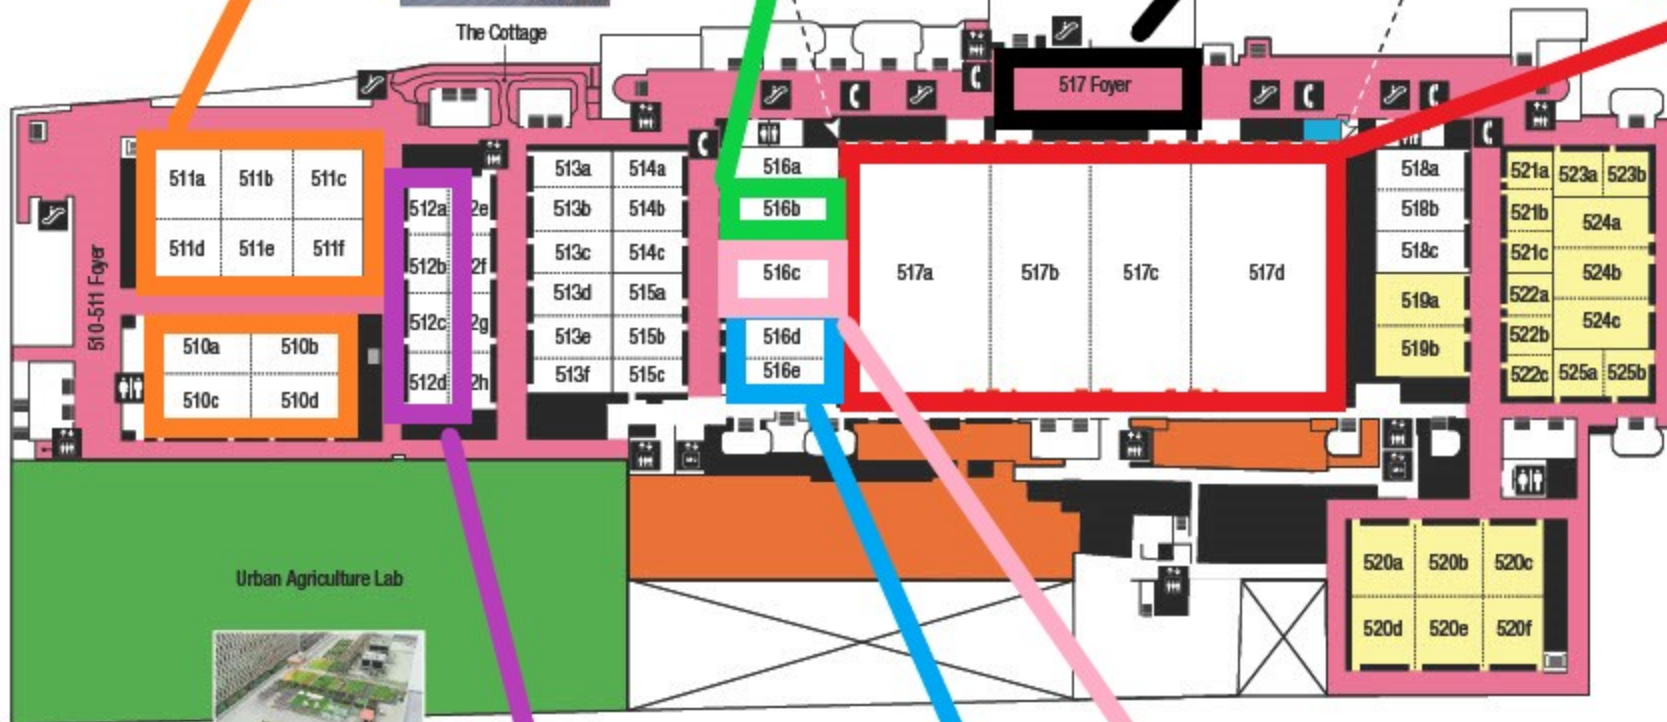 The Cottage
517 Foyer
511a 511b 511c
511d 511e 511f
510-511 Foyer
510a 510b
510c 510d
512a 2e
512b 2f
512c 2g
512d 2h
513a 514a
513b 514b
513c 514c
513d 515a
513e 515b
513f 515c
516a
516b
516c
516d
516e
517a 517b 517c 517d
518a
518b
518c
519a
519b
521a 523a 523b
521b 524a
521c
522a 524b
522b 524c
522c 525a 525b
520a 520b 520c
520d 520e 520f
Urban Agriculture Lab